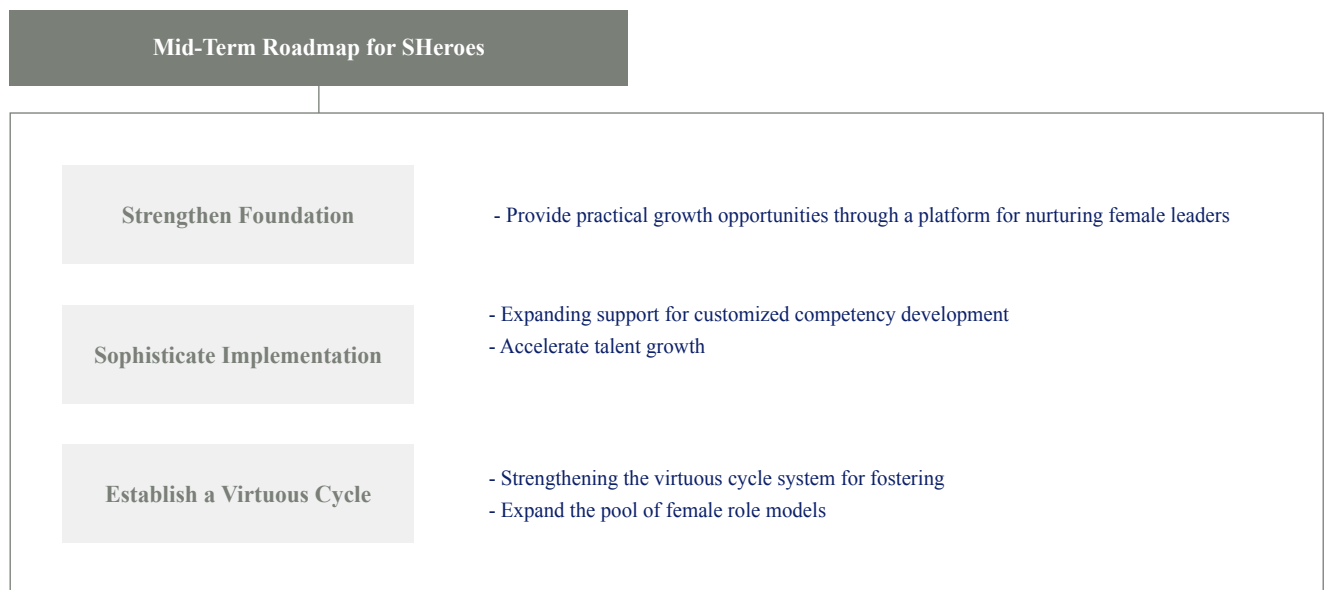 Mid-Term Roadmap for SHeroes
Strengthen Foundation
- Provide practical growth opportunities through a platform for nurturing female leaders
Sophisticate Implementation
- Expanding support for customized competency development
- Accelerate talent growth
Establish a Virtuous Cycle
- Strengthening the virtuous cycle system for fostering
- Expand the pool of female role models